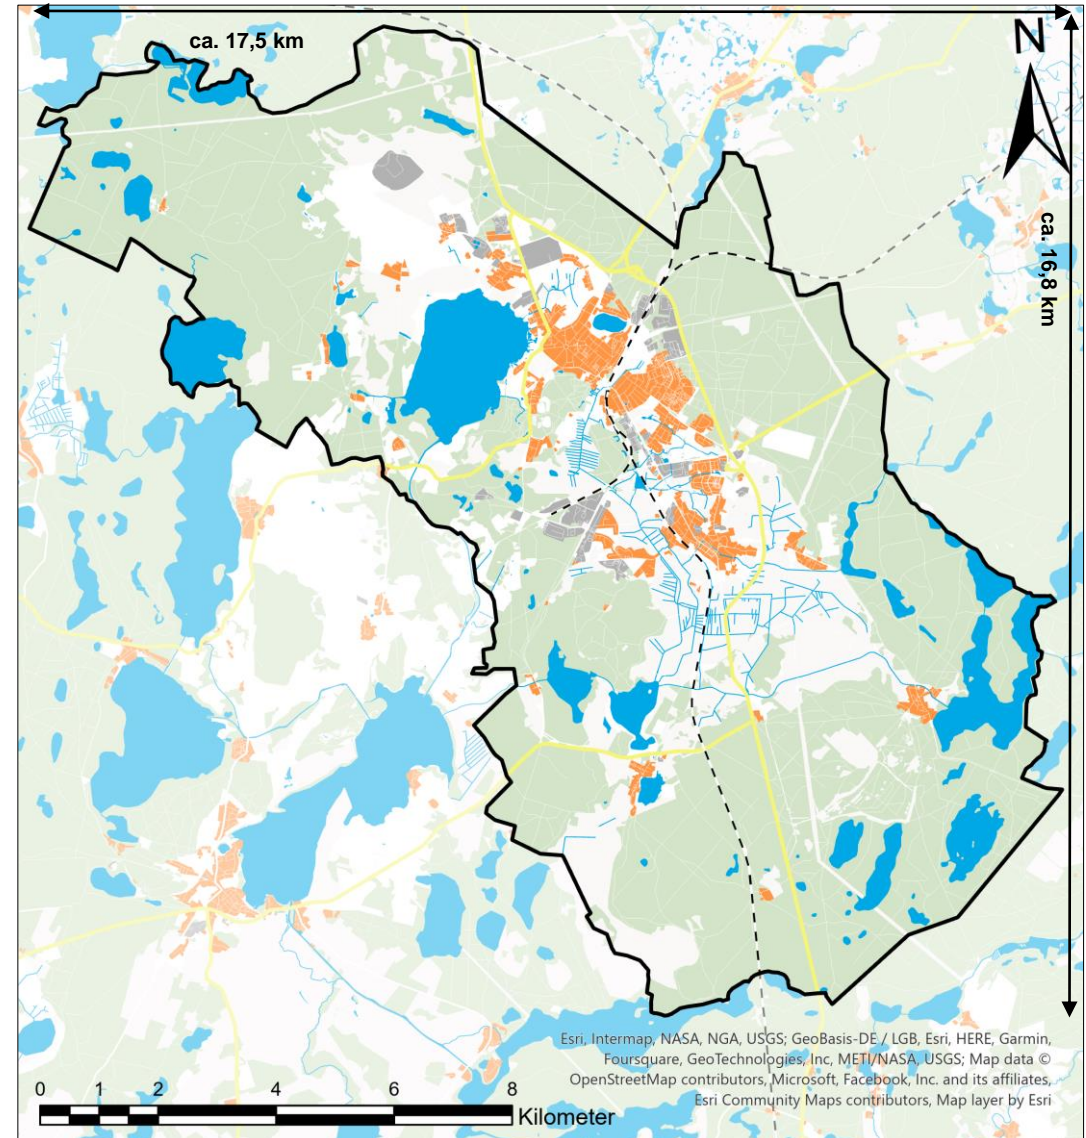 ca. 17,5 km
N
ca. 16,8 km
Esri, Intermap, NASA, NGA, USGS; GeoBasis-DE / LGB, Esri, HERE, Garmin,
Foursquare, GeoTechnologies, Inc, METI/NASA, USGS; Map data ©
OpenStreetMap contributors, Microsoft, Facebook, Inc. and its affiliates,
Esri Community Maps contributors, Map layer by Esri
0 1 2 4 6 8
Kilometer